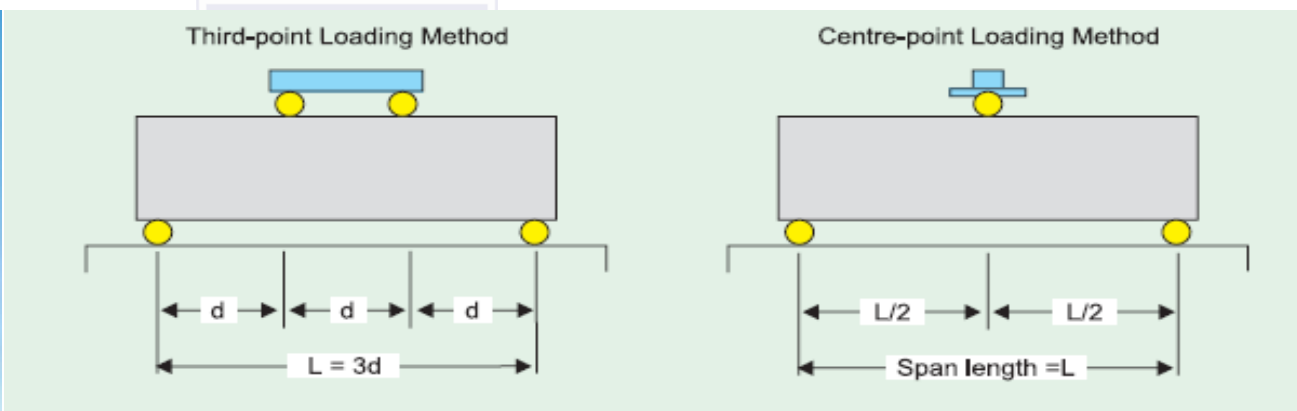 Third-point Loading Method
Centre-point Loading Method
d d d
L/2 L/2
L = 3d
Span length =L